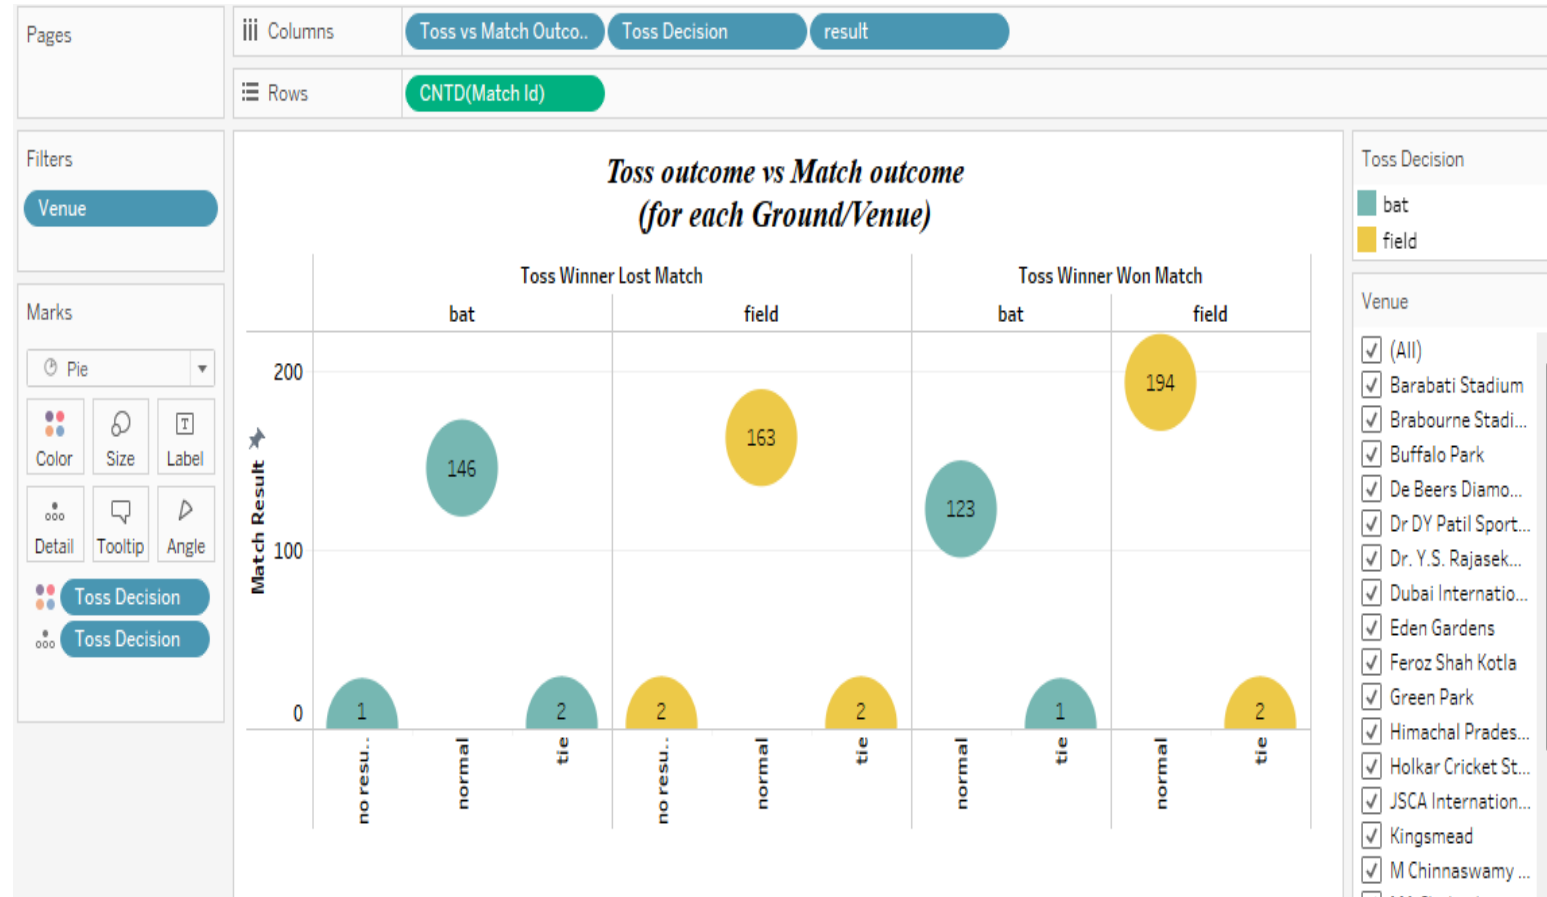 Pages
Columns
Toss vs Match Outco..
Toss Decision
result
Rows
CNTD(Match Id)
Filters
Venue
Marks
Pie
Color
Size
Label
Detail
Tooltip
Angle
Toss Decision
Toss Decision
Toss outcome vs Match outcome
(for each Ground/Venue)
Toss Winner Lost Match
Toss Winner Won Match
bat
field
bat
field
Match Result
200
100
0
146
163
123
194
1
2
2
2
1
2
no resu..
normal
tie
no resu..
normal
tie
normal
tie
normal
tie
Toss Decision
bat
field
Venue
(All)
Barabati Stadium
Brabourne Stadi...
Buffalo Park
De Beers Diamo...
Dr DY Patil Sport...
Dr. Y.S. Rajasek...
Dubai Internatio...
Eden Gardens
Feroz Shah Kotla
Green Park
Himachal Prades...
Holkar Cricket St...
JSCA Internation...
Kingsmead
M Chinnaswamy ...